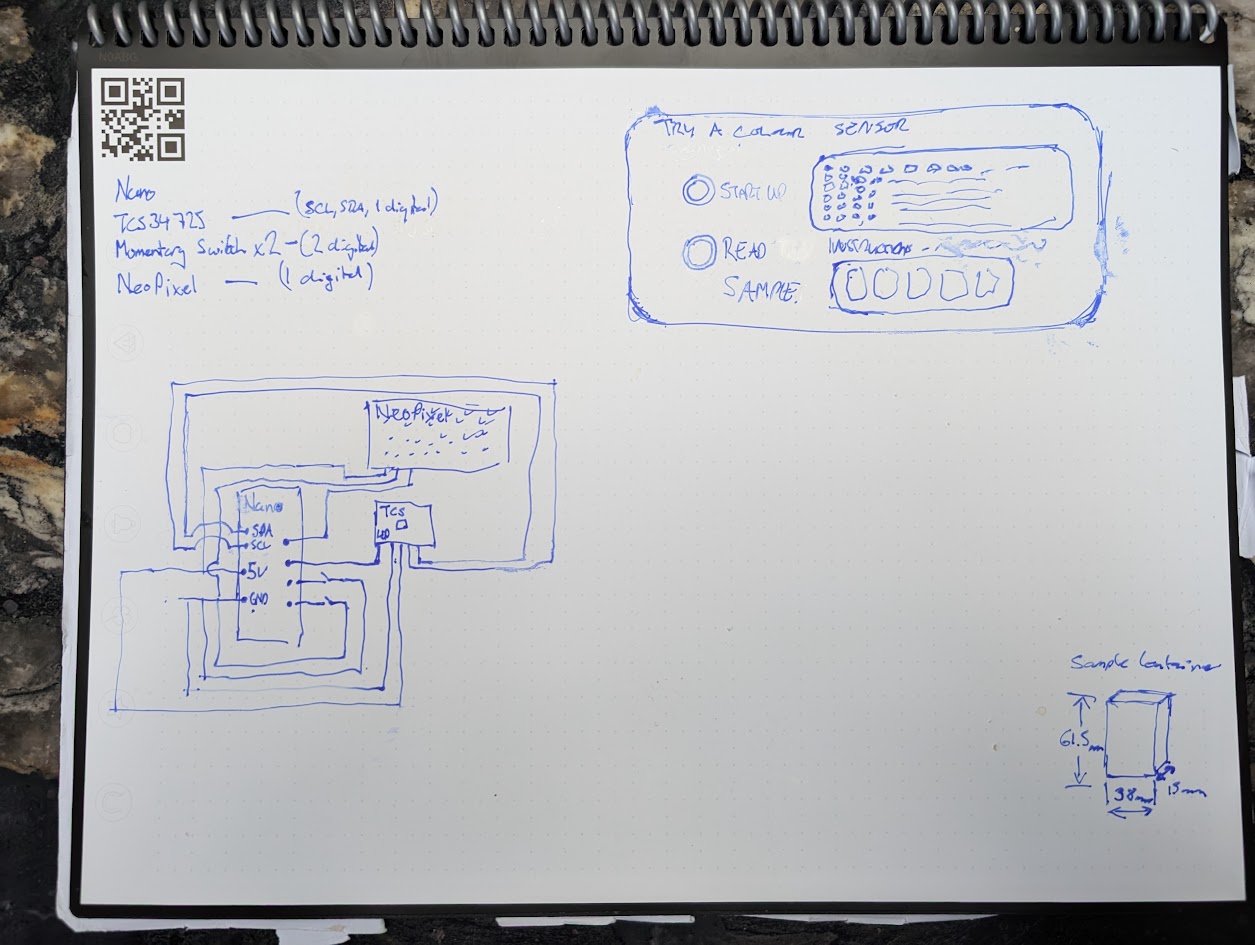 Nano
TCS34725 — (SCL, SDA, 1 digital)
Momentary Switch x2 - (2 digital)
NeoPixel — (1 digital)
TRY A COLOUR SENSOR
START UP
READ
SAMPLE
INSTRUCTIONS
NeoPixel
Nano
SDA
SCL
5V
GND
TCS
LED
Sample Container
61.5mm
38mm
15mm